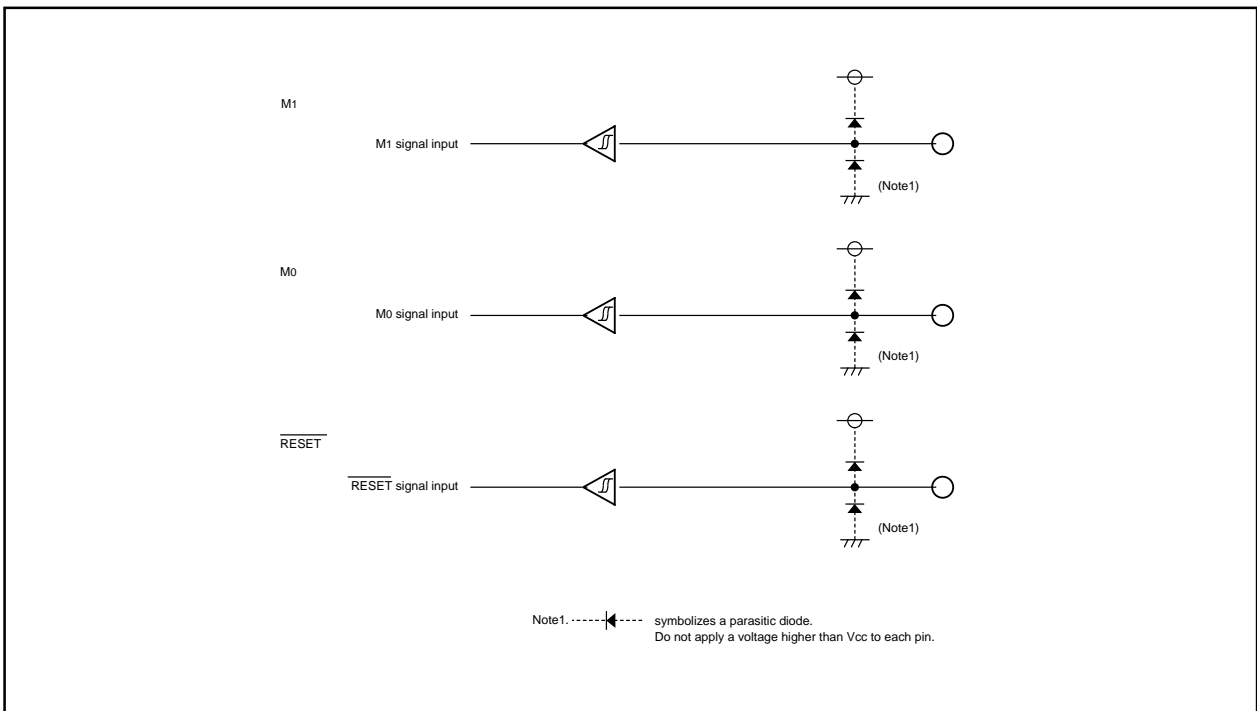 M1
M1 signal input
(Note1)
M0
M0 signal input
(Note1)
RESET
RESET signal input
(Note1)
Note1. symbolizes a parasitic diode.
Do not apply a voltage higher than Vcc to each pin.